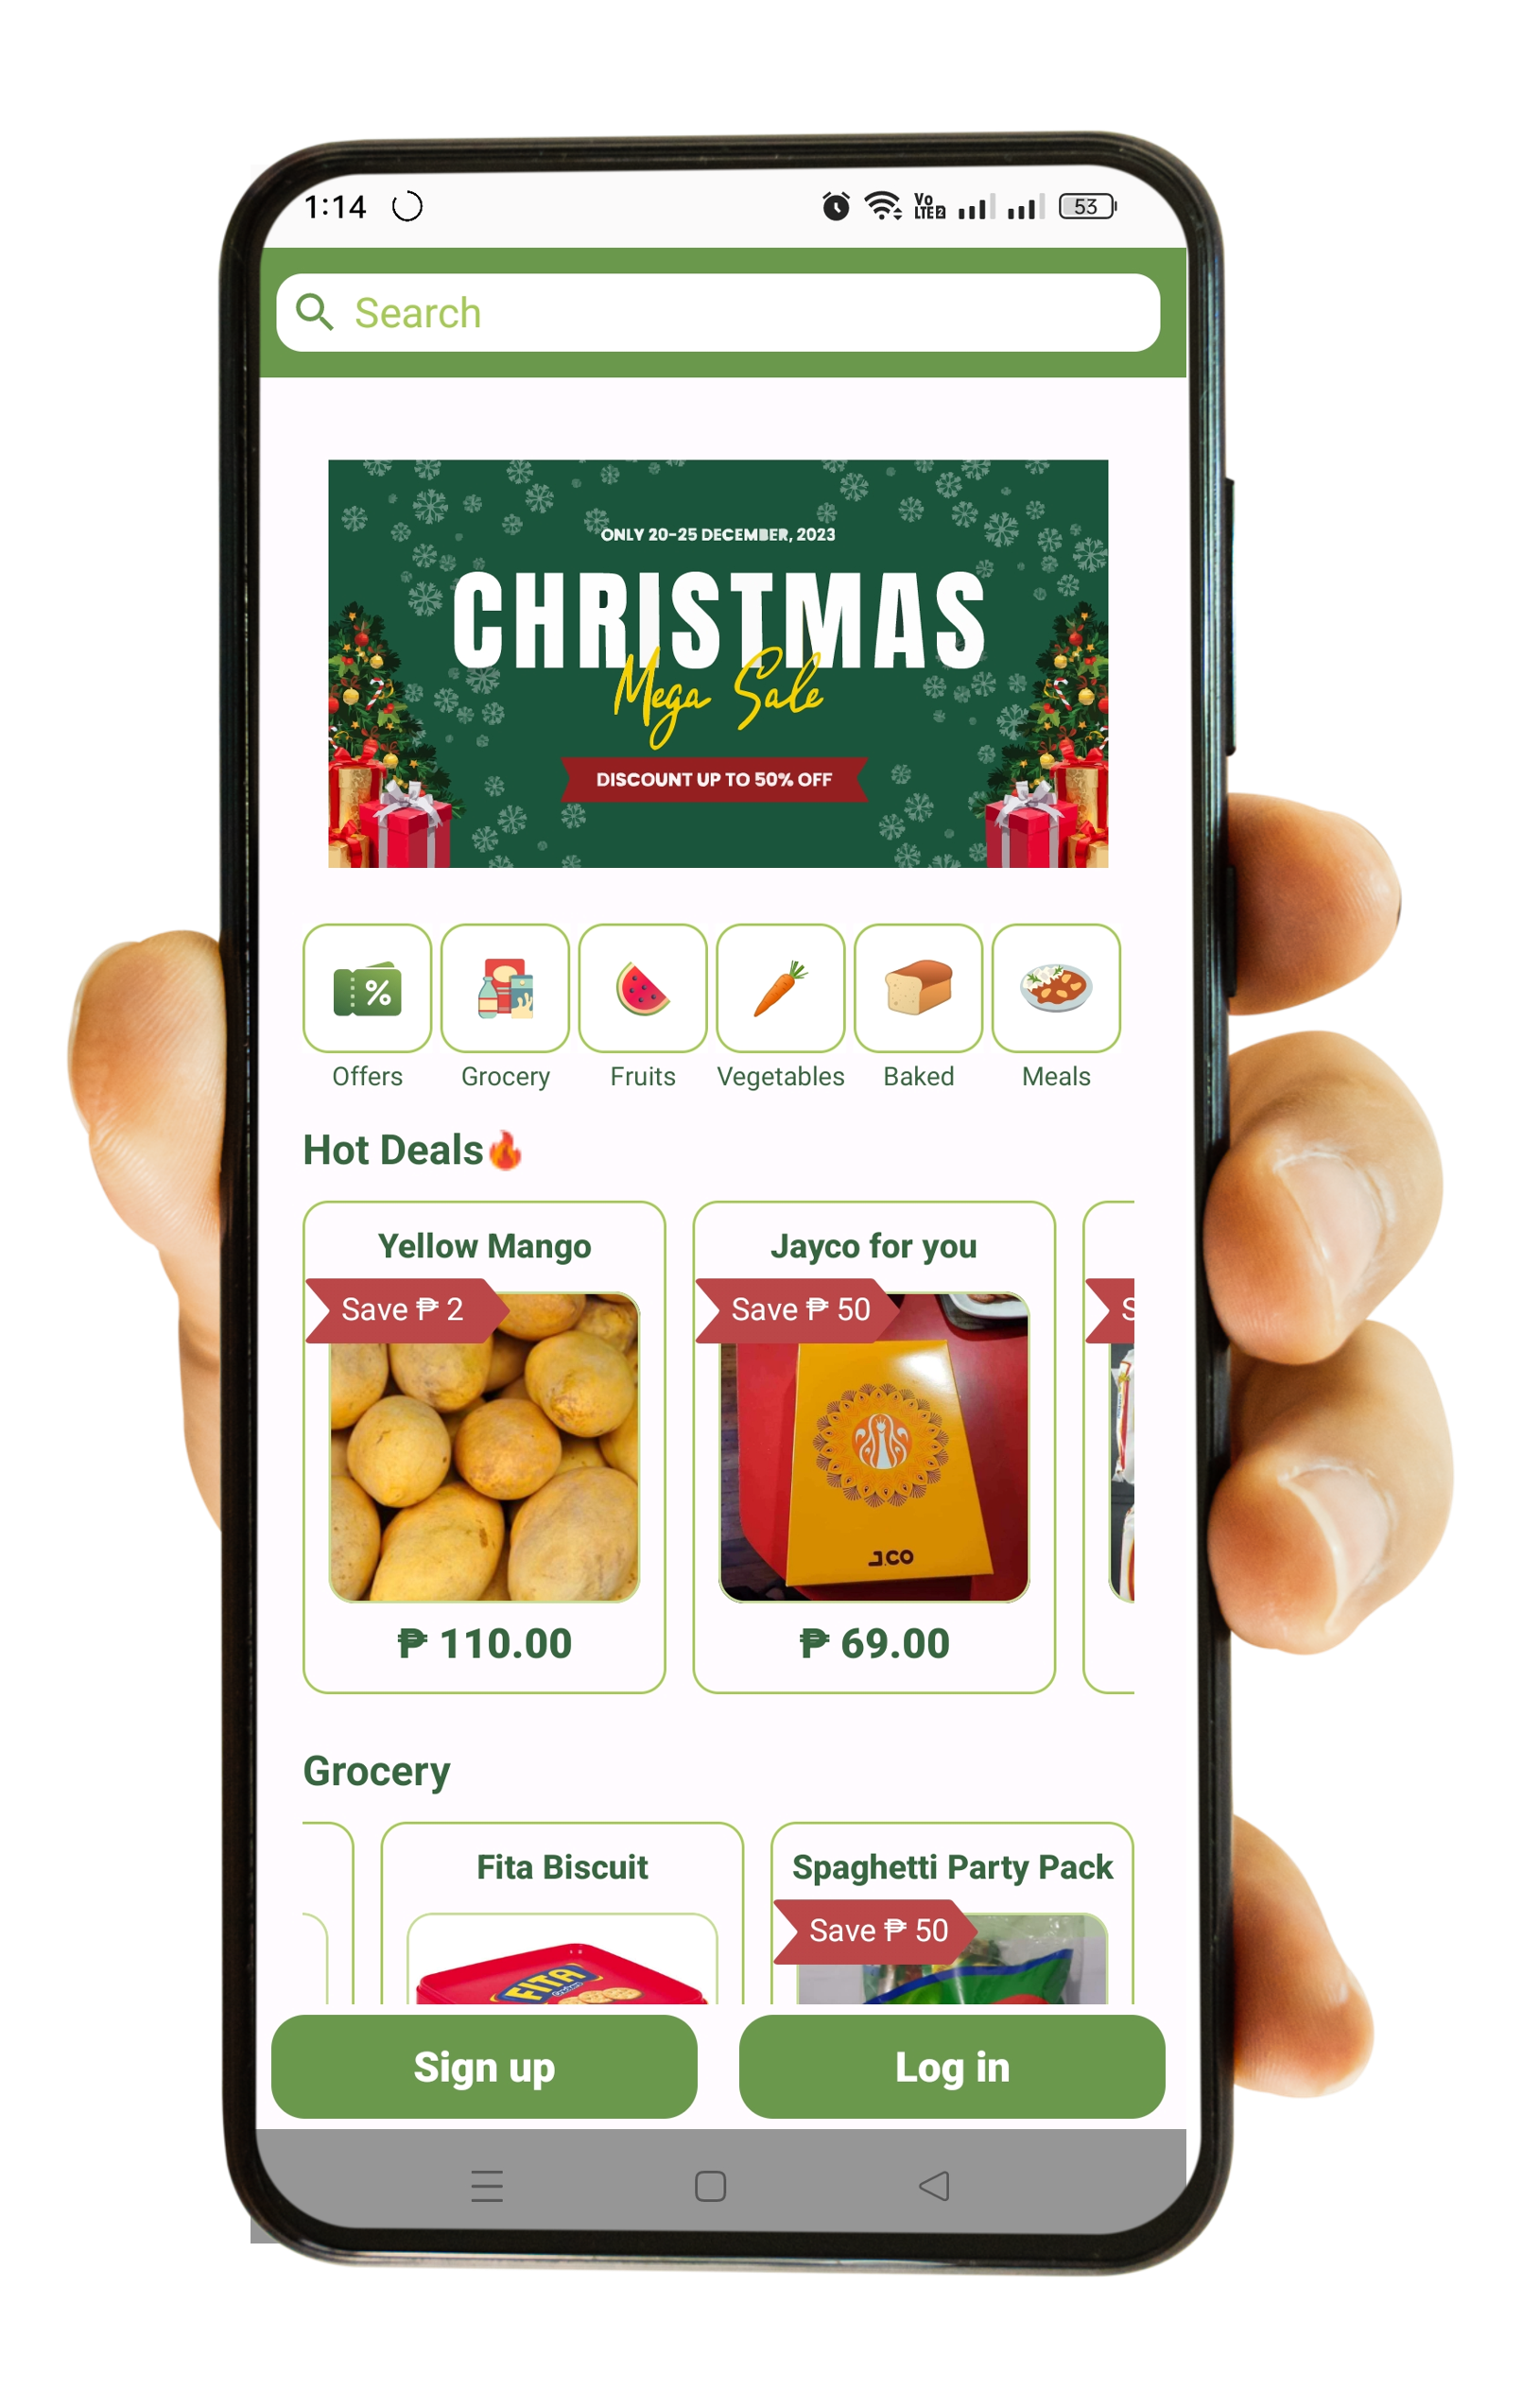 1:14
Vo
LTE 2
53
Search
ONLY 20-25 DECEMBER, 2023
CHRISTMAS
Mega Sale
DISCOUNT UP TO 50% OFF
%
Offers Grocery Fruits Vegetables Baked Meals
Hot Deals🔥
Yellow Mango
Save ₱ 2
₱ 110.00
Jayco for you
Save ₱ 50
J.CO
₱ 69.00
S
Grocery
Fita Biscuit
FITA
Spaghetti Party Pack
Save ₱ 50
Sign up
Log in